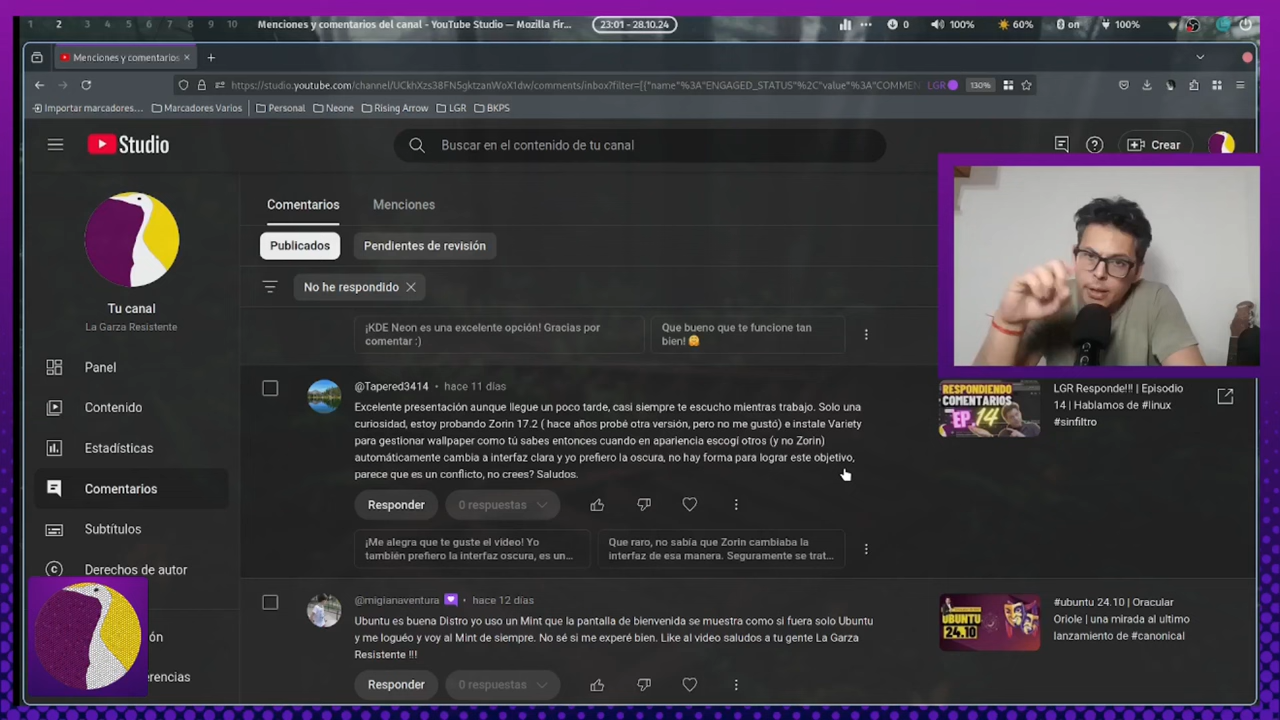 1 2 3 4 5 6 7 8 9 10
Menciones y comentarios del canal - YouTube Studio — Mozilla Fir...
23:01 - 28.10.24
0 100% 60% on 100%
Menciones y comentarios
https://studio.youtube.com/channel/UCkhXzs38FN5gktzanWoX1dw/comments/inbox?filter=[{"name"%3A"ENGAGED_STATUS"%2C"value"%3A"COMMEN LGR 130%
Importar marcadores... Marcadores Varios Personal Neone Rising Arrow LGR BKPS
Studio
Buscar en el contenido de tu canal
Crear
Comentarios Menciones
Publicados Pendientes de revisión
No he respondido
Tu canal
La Garza Resistente
Panel
Contenido
Estadísticas
Comentarios
Subtítulos
Derechos de autor
¡KDE Neon es una excelente opción! Gracias por
comentar :)
Que bueno que te funcione tan
bien! 🤗
@Tapered3414 • hace 11 días
Excelente presentación aunque llegue un poco tarde, casi siempre te escucho mientras trabajo. Solo una
curiosidad, estoy probando Zorin 17.2 ( hace años probé otra versión, pero no me gustó) e instale Variety
para gestionar wallpaper como tú sabes entonces cuando en apariencia escogí otros (y no Zorin)
automáticamente cambia a interfaz clara y yo prefiero la oscura, no hay forma para lograr este objetivo,
parece que es un conflicto, no crees? Saludos.
Responder 0 respuestas
¡Me alegra que te guste el video! Yo
también prefiero la interfaz oscura, es un...
Que raro, no sabía que Zorin cambiaba la
interfaz de esa manera. Seguramente se trat...
RESPONDIENDO
COMENTARIOS
EP. 14
LGR Responde!!! | Episodio
14 | Hablamos de #linux
#sinfiltro
@migianaventura • hace 12 días
Ubuntu es buena Distro yo uso un Mint que la pantalla de bienvenida se muestra como si fuera solo Ubuntu
y me loguéo y voy al Mint de siempre. No sé si me experé bien. Like al video saludos a tu gente La Garza
Resistente !!!
Responder 0 respuestas
UBUNTU
24.10
#ubuntu 24.10 | Oracular
Oriole | una mirada al ultimo
lanzamiento de #canonical